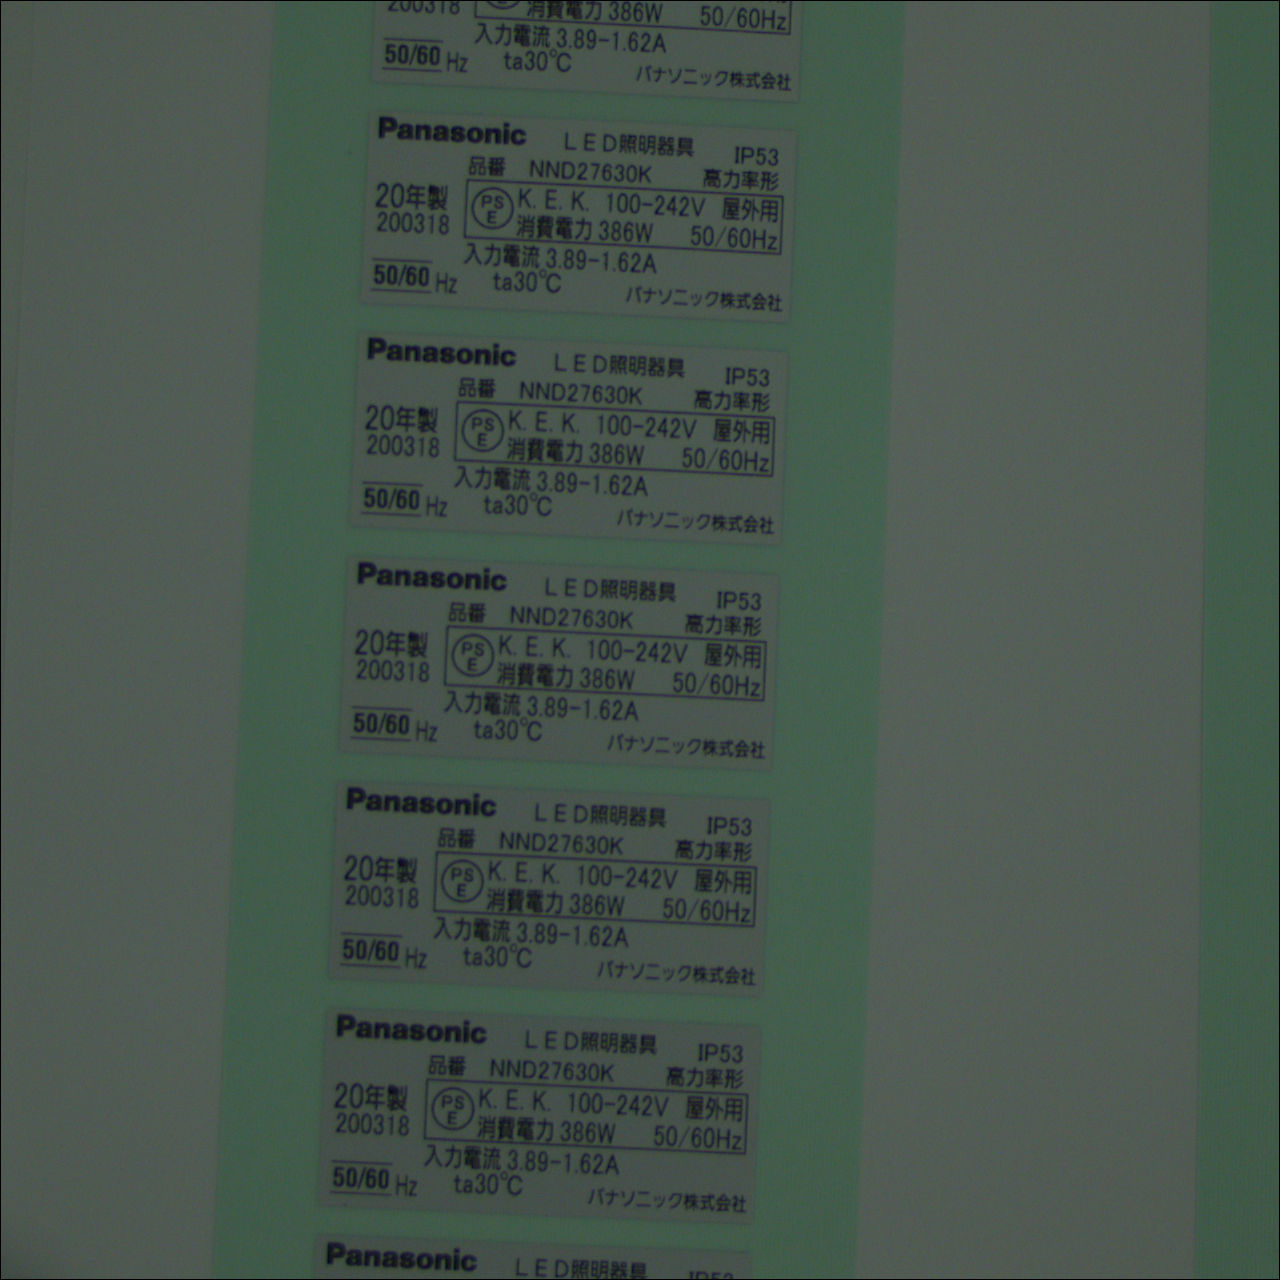 200318
消費電力 386W 50/60Hz
入力電流 3.89-1.62A
50/60 Hz ta30℃
パナソニック株式会社
Panasonic LED照明器具 IP53
品番 NND27630K 高力率形
20年製 PS E K. E. K. 100-242V 屋外用
200318 消費電力 386W 50/60Hz
入力電流 3.89-1.62A
50/60 Hz ta30℃
パナソニック株式会社
Panasonic LED照明器具 IP53
品番 NND27630K 高力率形
20年製 PS E K. E. K. 100-242V 屋外用
200318 消費電力 386W 50/60Hz
入力電流 3.89-1.62A
50/60 Hz ta30℃
パナソニック株式会社
Panasonic LED照明器具 IP53
品番 NND27630K 高力率形
20年製 PS E K. E. K. 100-242V 屋外用
200318 消費電力 386W 50/60Hz
入力電流 3.89-1.62A
50/60 Hz ta30℃
パナソニック株式会社
Panasonic LED照明器具 IP53
品番 NND27630K 高力率形
20年製 PS E K. E. K. 100-242V 屋外用
200318 消費電力 386W 50/60Hz
入力電流 3.89-1.62A
50/60 Hz ta30℃
パナソニック株式会社
Panasonic LED照明器具 IP53
品番 NND27630K 高力率形
20年製 PS E K. E. K. 100-242V 屋外用
200318 消費電力 386W 50/60Hz
入力電流 3.89-1.62A
50/60 Hz ta30℃
パナソニック株式会社
Panasonic LED照明器具 IP53